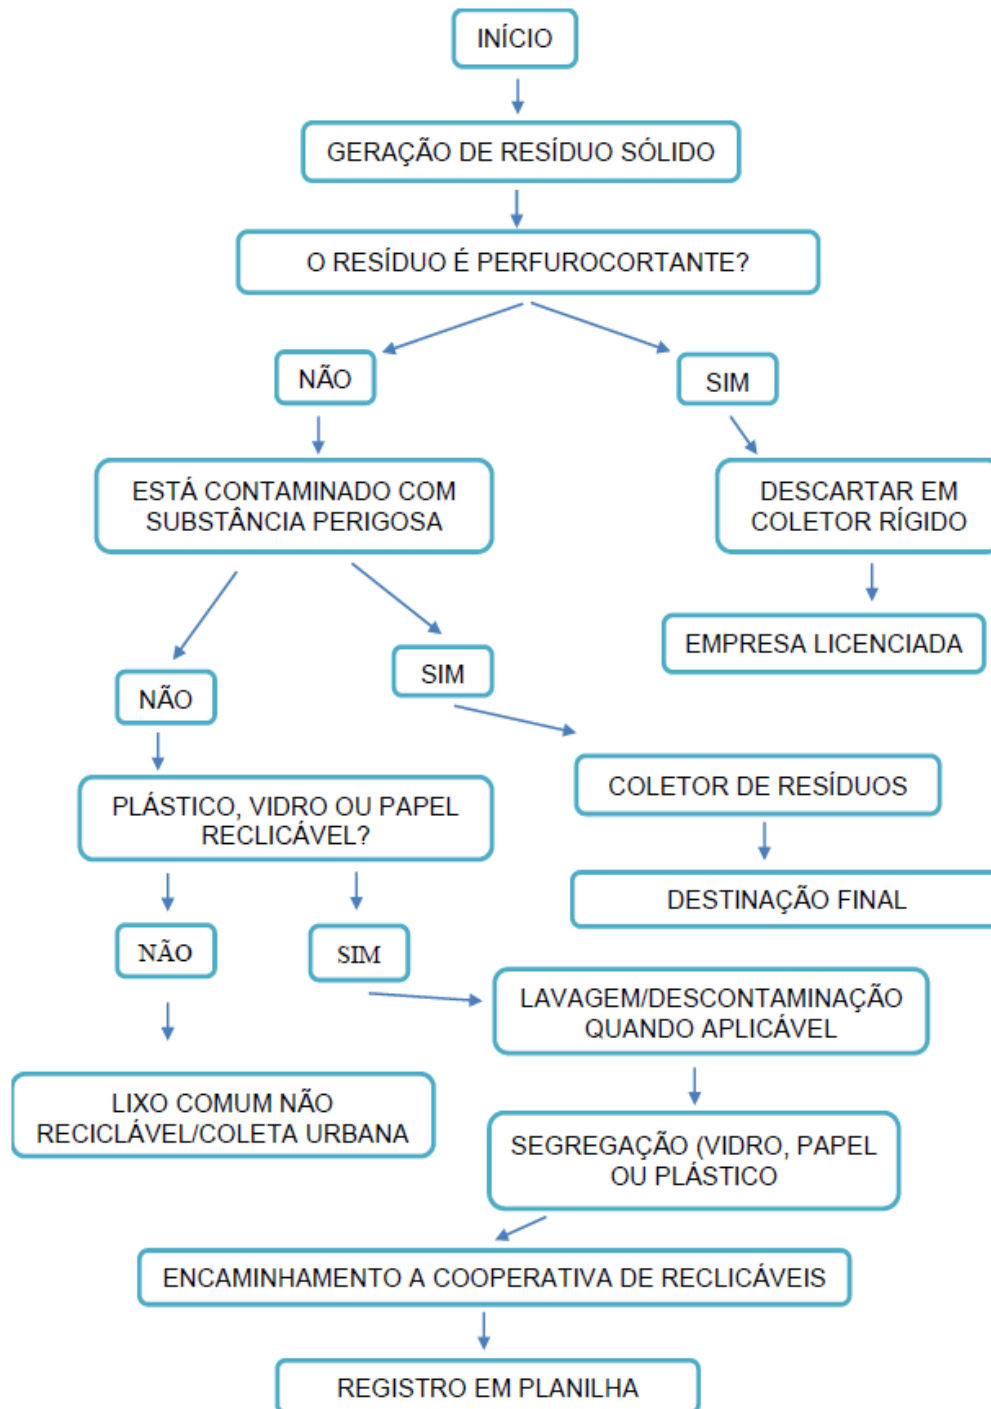 INÍCIO
GERAÇÃO DE RESÍDUO SÓLIDO
O RESÍDUO É PERFUROCORTANTE?
NÃO
SIM
ESTÁ CONTAMINADO COM
SUBSTÂNCIA PERIGOSA
DESCARTAR EM
COLETOR RÍGIDO
EMPRESA LICENCIADA
NÃO
SIM
COLETOR DE RESÍDUOS
PLÁSTICO, VIDRO OU PAPEL
RECLICÁVEL?
DESTINAÇÃO FINAL
NÃO
SIM
LAVAGEM/DESCONTAMINAÇÃO
QUANDO APLICÁVEL
LIXO COMUM NÃO
RECICLÁVEL/COLETA URBANA
SEGREGAÇÃO (VIDRO, PAPEL
OU PLÁSTICO
ENCAMINHAMENTO A COOPERATIVA DE RECLICÁVEIS
REGISTRO EM PLANILHA